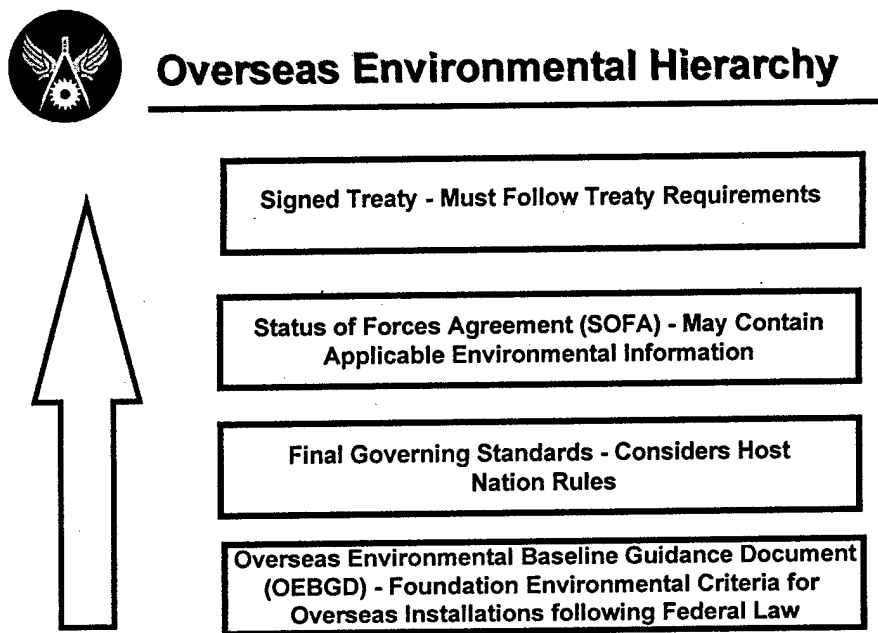 Overseas Environmental Hierarchy
Signed Treaty - Must Follow Treaty Requirements
Status of Forces Agreement (SOFA) - May Contain
Applicable Environmental Information
Final Governing Standards - Considers Host
Nation Rules
Overseas Environmental Baseline Guidance Document
(OEBGD) - Foundation Environmental Criteria for
Overseas Installations following Federal Law